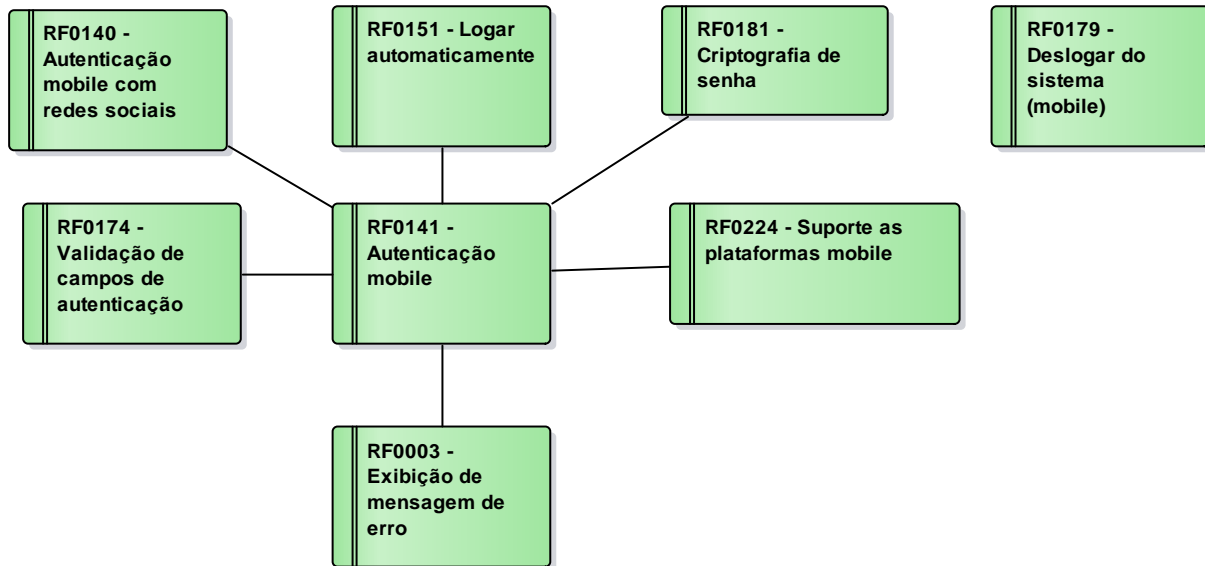 RF0140 -
Autenticação
mobile com
redes sociais
RF0151 - Logar
automaticamente
RF0181 -
Criptografia de
senha
RF0179 -
Deslogar do
sistema
(mobile)
RF0174 -
Validação de
campos de
autenticação
RF0141 -
Autenticação
mobile
RF0224 - Suporte as
plataformas mobile
RF0003 -
Exibição de
mensagem de
erro